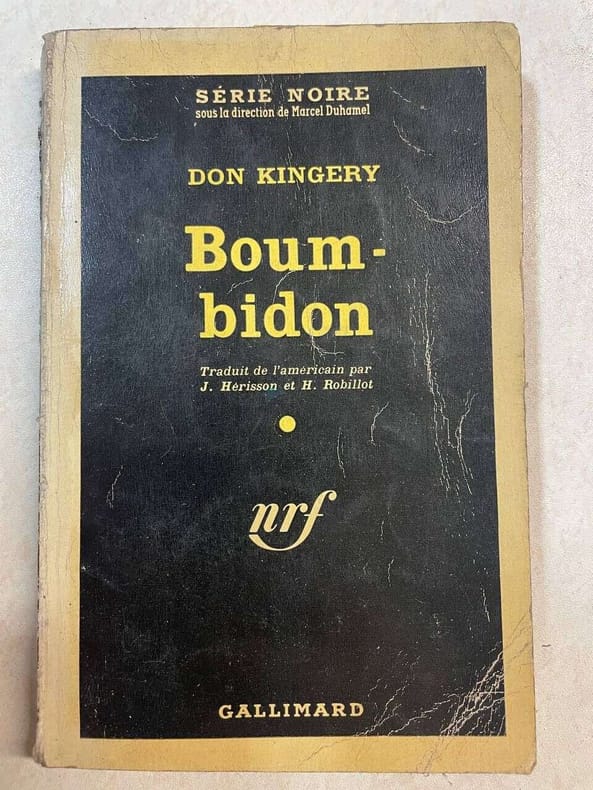 SÉRIE NOIRE
sous la direction de Marcel Duhamel
DON KINGERY
Boum-
bidon
Traduit de l'américain par
J. Hérisson et H. Robillot
nrf
GALLIMARD